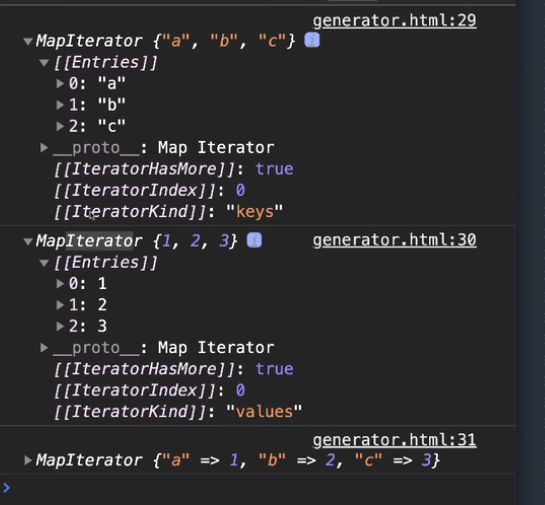 generator.html:29
▼MapIterator {"a", "b", "c"} i
▼[[Entries]]
▶0: "a"
▶1: "b"
▶2: "c"
▶__proto__: Map Iterator
[[IteratorHasMore]]: true
[[IteratorIndex]]: 0
[[IteratorKind]]: "keys"
▼MapIterator {1, 2, 3} i generator.html:30
▼[[Entries]]
▶0: 1
▶1: 2
▶2: 3
▶__proto__: Map Iterator
[[IteratorHasMore]]: true
[[IteratorIndex]]: 0
[[IteratorKind]]: "values"
generator.html:31
▶MapIterator {"a" => 1, "b" => 2, "c" => 3}
>